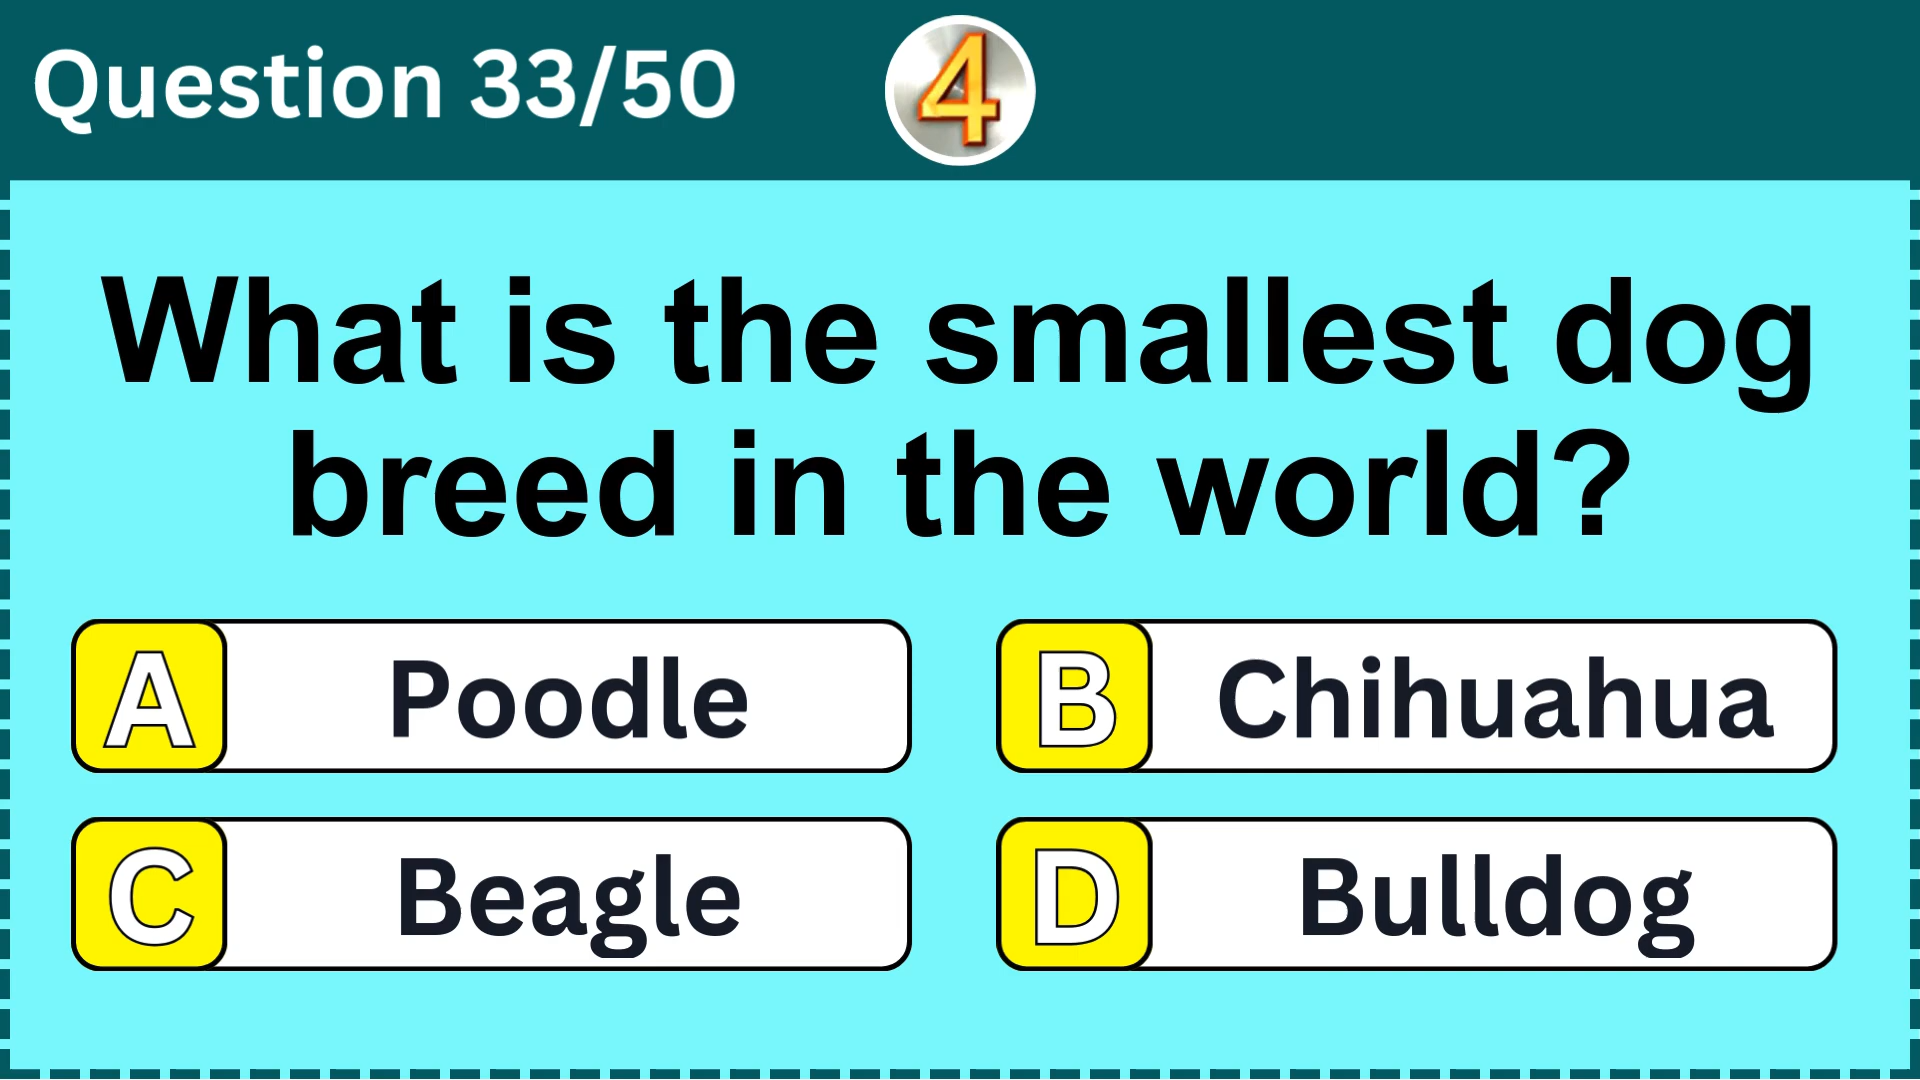 Question 33/50
4
What is the smallest dog
breed in the world?
A Poodle
B Chihuahua
C Beagle
D Bulldog